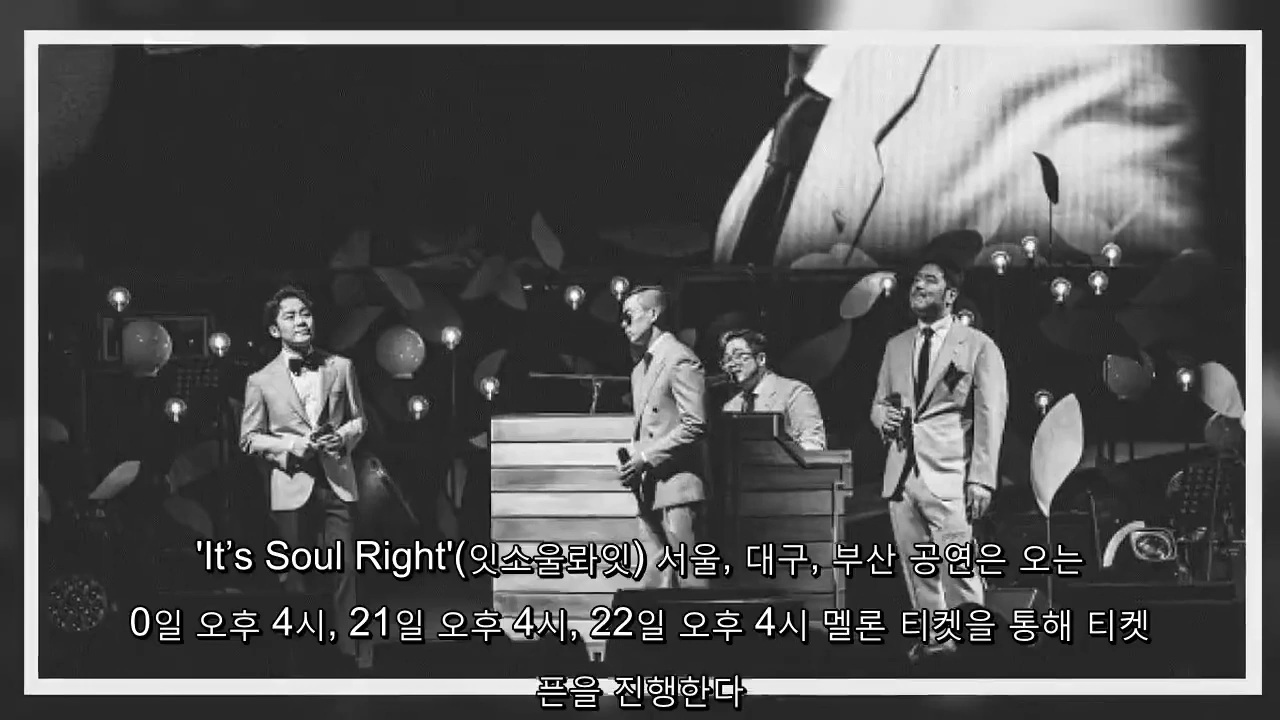 'It’s Soul Right'(잇소울롸잇) 서울, 대구, 부산 공연은 오는
0일 오후 4시, 21일 오후 4시, 22일 오후 4시 멜론 티켓을 통해 티켓
픈을 진행한다